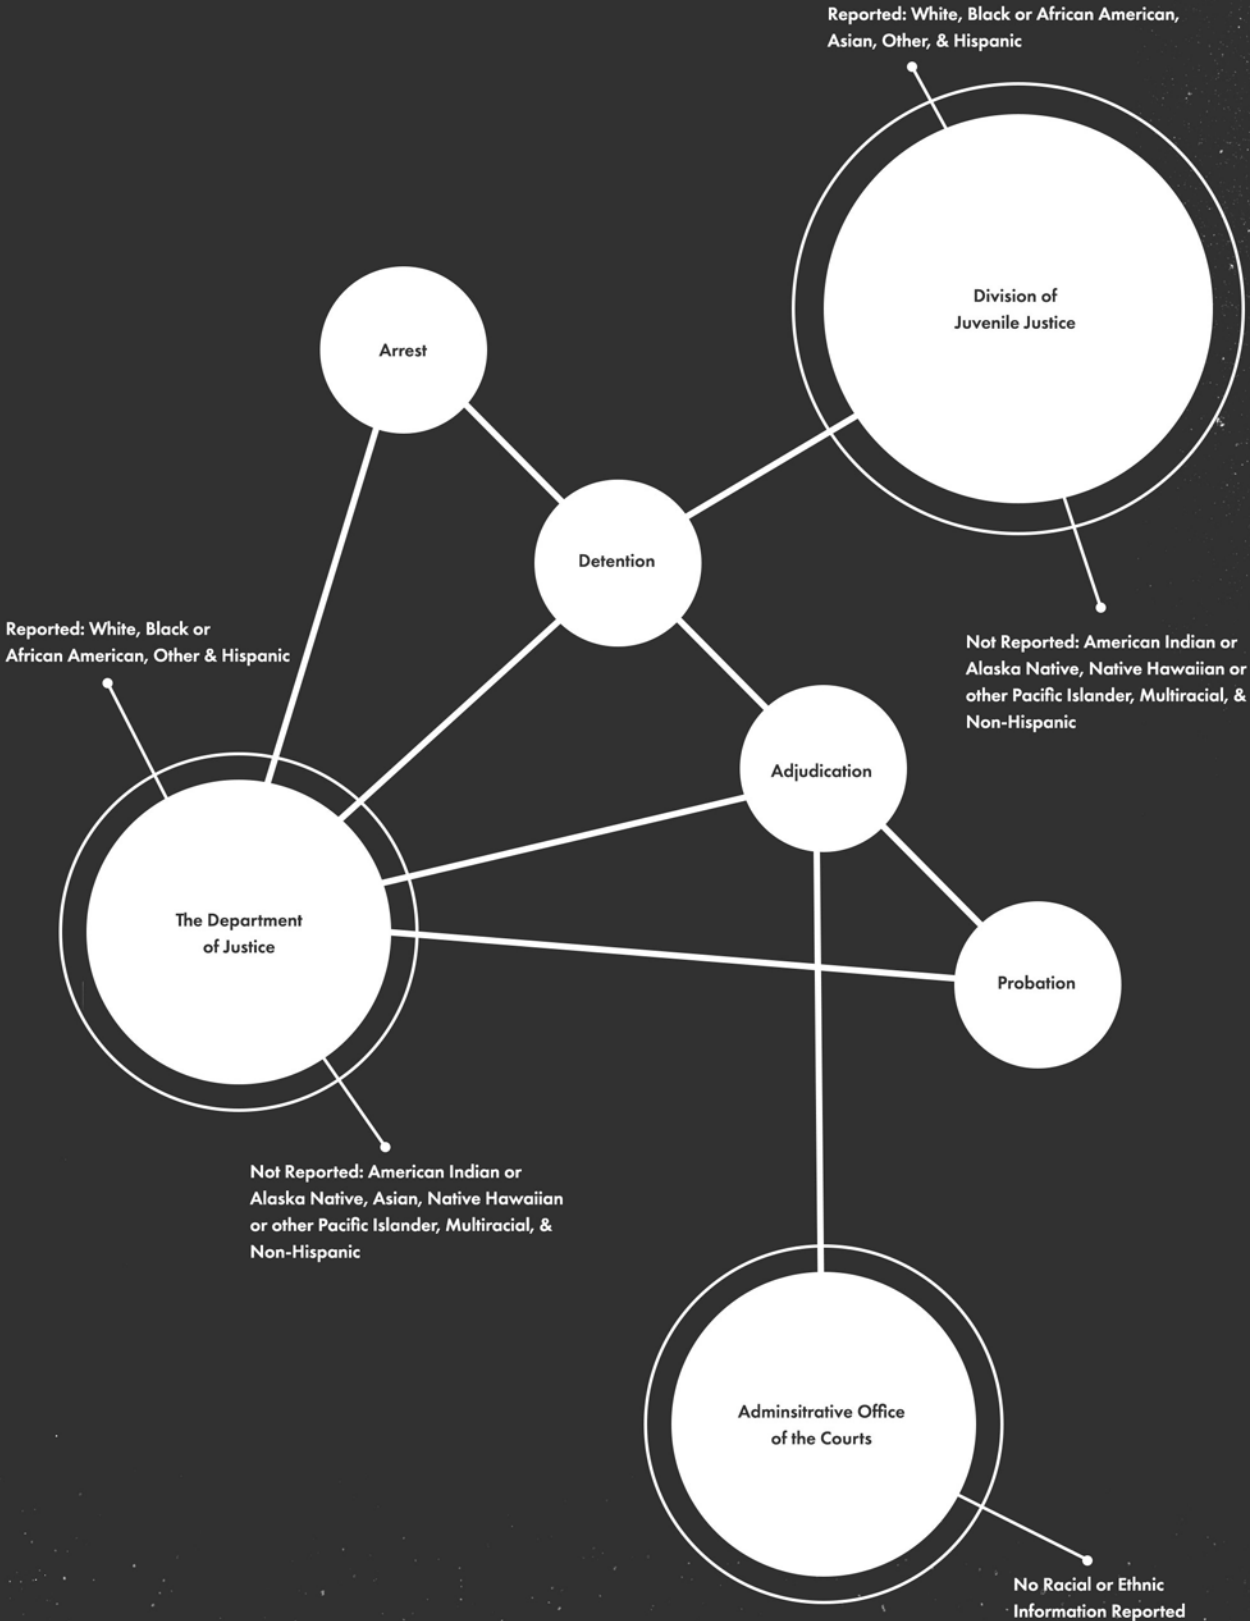 Reported: White, Black or African American,
Asian, Other, & Hispanic
Division of
Juvenile Justice
Arrest
Detention
Reported: White, Black or
African American, Other & Hispanic
Not Reported: American Indian or
Alaska Native, Native Hawaiian or
other Pacific Islander, Multiracial, &
Non-Hispanic
Adjudication
The Department
of Justice
Probation
Not Reported: American Indian or
Alaska Native, Asian, Native Hawaiian
or other Pacific Islander, Multiracial, &
Non-Hispanic
Adminsitrative Office
of the Courts
No Racial or Ethnic
Information Reported